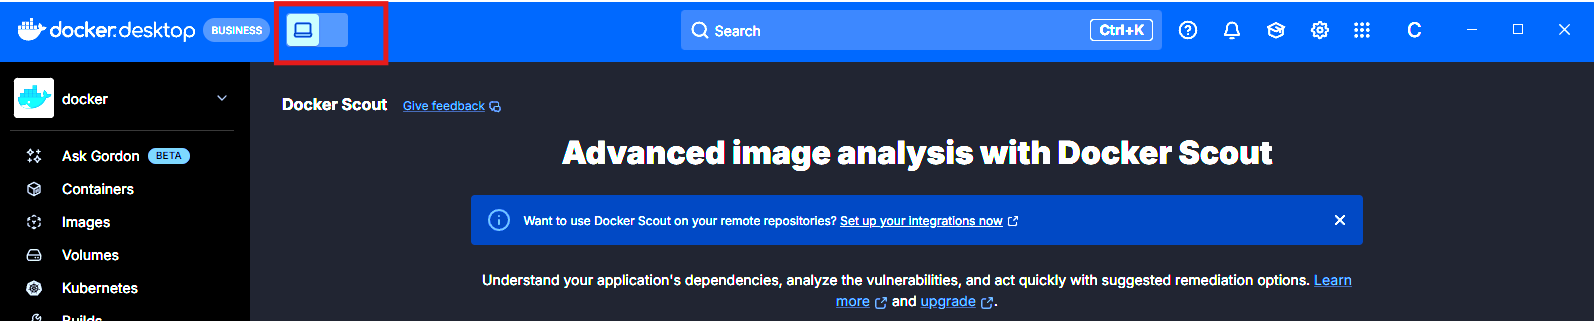 docker.desktop BUSINESS Search Ctrl+K C
docker
Ask Gordon BETA
Containers
Images
Volumes
Kubernetes
Builds
Docker Scout Give feedback
Advanced image analysis with Docker Scout
Want to use Docker Scout on your remote repositories? Set up your integrations now
Understand your application's dependencies, analyze the vulnerabilities, and act quickly with suggested remediation options. Learn
more and upgrade .